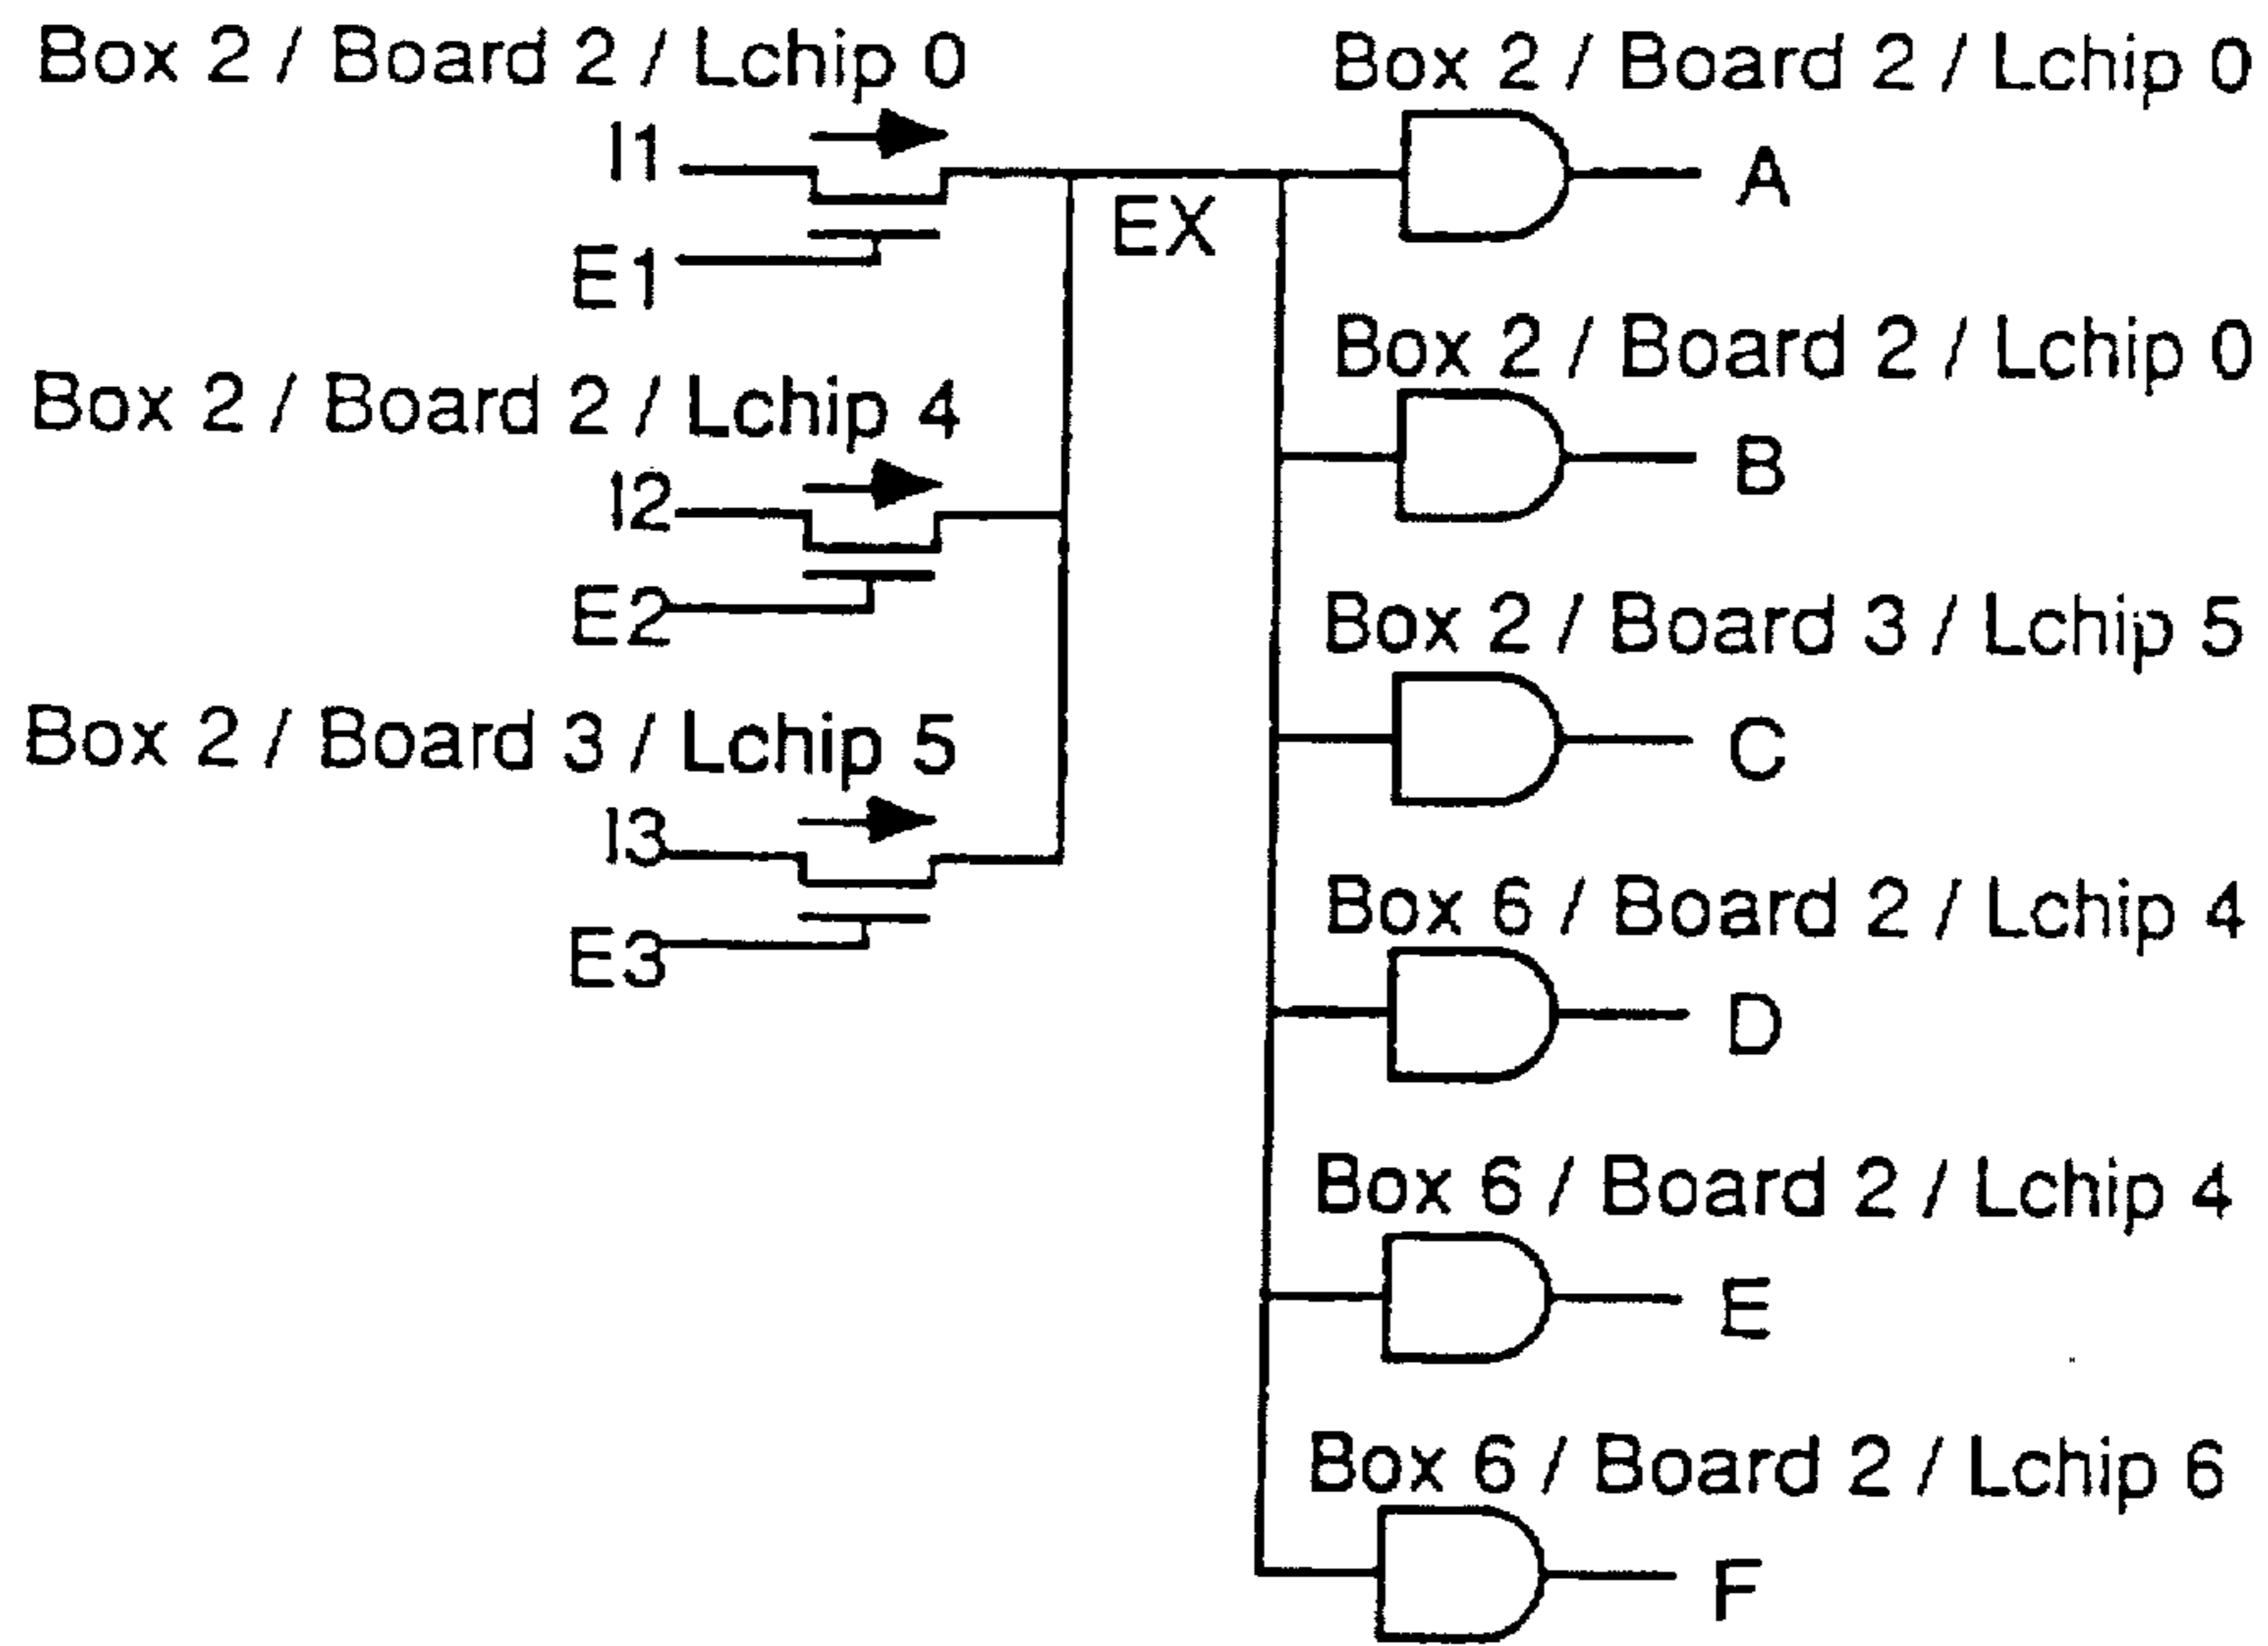 Box 2 / Board 2 / Lchip 0
I1
E1
Box 2 / Board 2 / Lchip 4
I2
E2
Box 2 / Board 3 / Lchip 5
I3
E3
EX
Box 2 / Board 2 / Lchip 0
A
Box 2 / Board 2 / Lchip 0
B
Box 2 / Board 3 / Lchip 5
C
Box 6 / Board 2 / Lchip 4
D
Box 6 / Board 2 / Lchip 4
E
Box 6 / Board 2 / Lchip 6
F